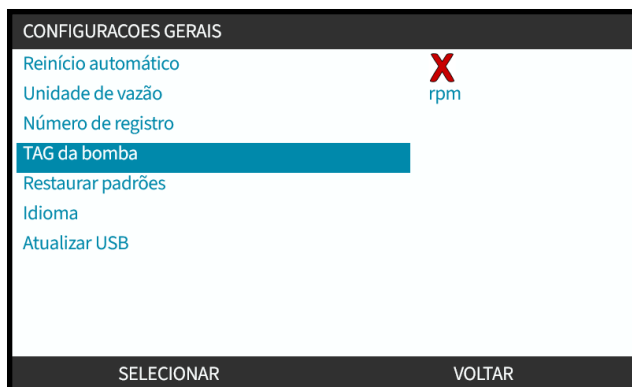 CONFIGURACOES GERAIS
Reinício automático X
Unidade de vazão rpm
Número de registro
TAG da bomba
Restaurar padrões
Idioma
Atualizar USB
SELECIONAR VOLTAR